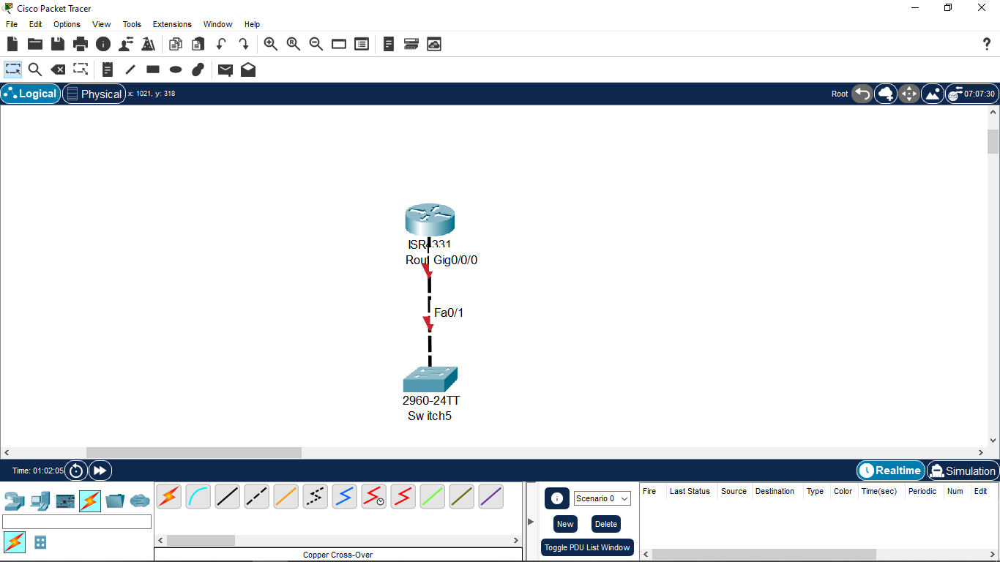 Cisco Packet Tracer
File Edit Options View Tools Extensions Window Help
?
Logical Physical x: 1021, y: 318 Root 07:07:30
ISR4331
Rout Gig0/0/0
Fa0/1
2960-24TT
Switch5
Time: 01:02:05 Realtime Simulation
Scenario 0
New Delete
Toggle PDU List Window
Fire Last Status Source Destination Type Color Time(sec) Periodic Num Edit
Copper Cross-Over